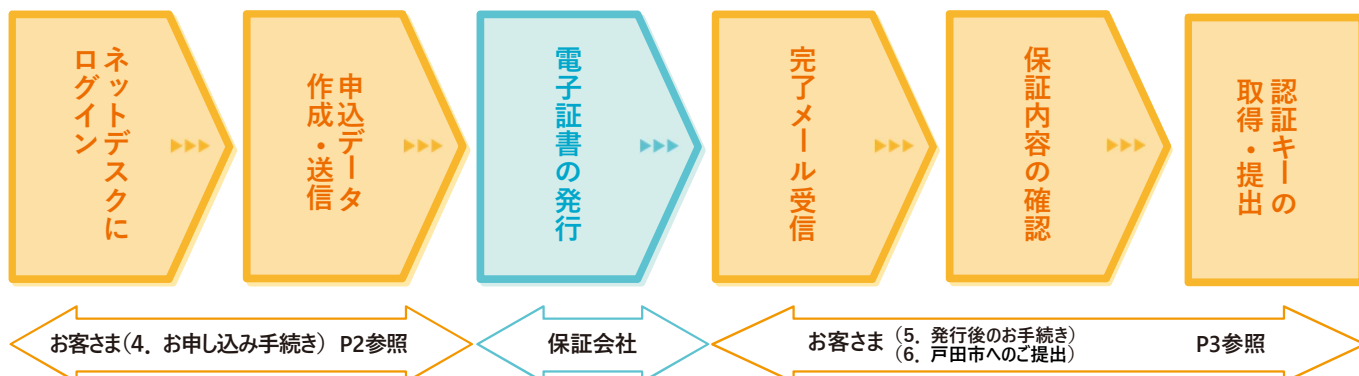 ネットデスクに
ログイン
申込データ
作成・送信
電子証書の発行
完了メール受信
保証内容の確認
認証キーの
取得・提出
お客さま（4．お申し込み手続き） P2参照
保証会社
お客さま（5．発行後のお手続き）
（6．戸田市へのご提出）
P3参照